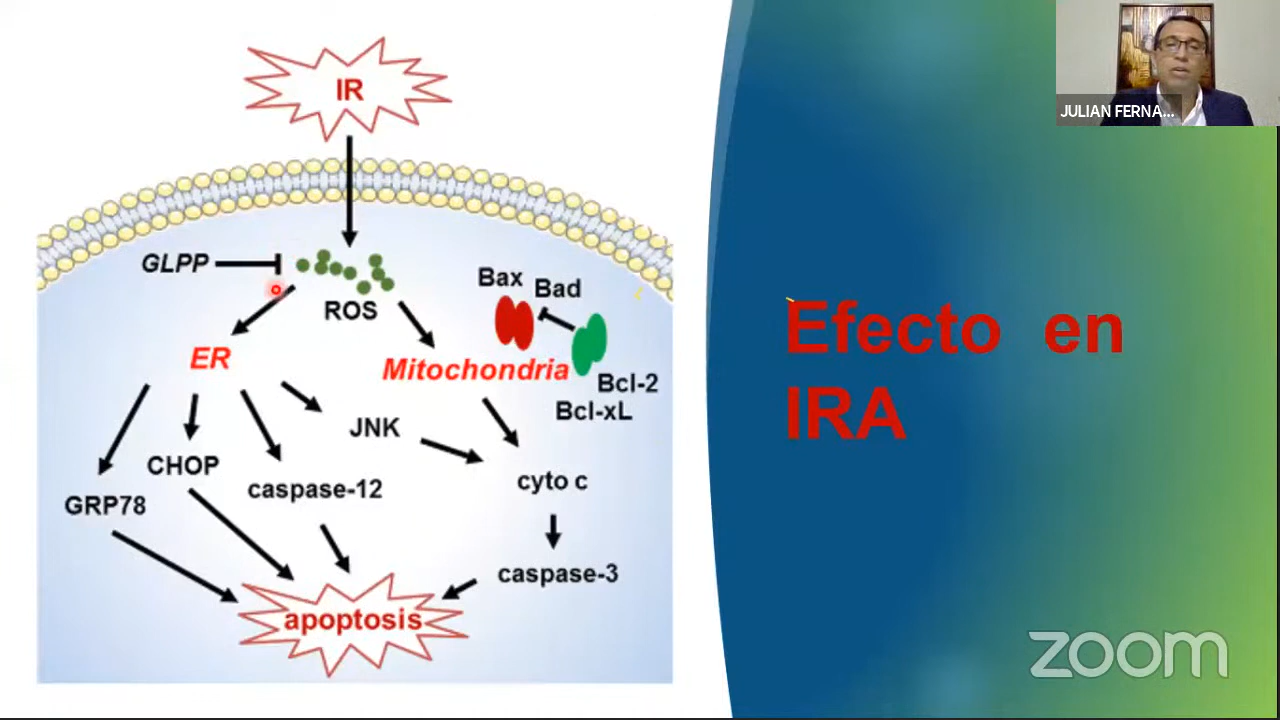 IR
GLPP
ROS
Bax
Bad
ER
Mitochondria
Bcl-2
Bcl-xL
JNK
CHOP
cyto c
caspase-12
GRP78
caspase-3
apoptosis
Efecto en
IRA
JULIAN FERNA...
zoom